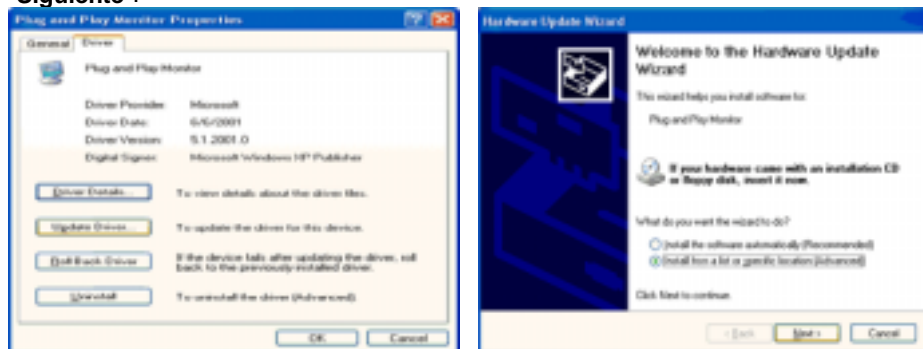 Siguiente
Plug and Play Monitor Properties
General Driver
Plug and Play Monitor
Driver Provider: Microsoft
Driver Date: 6/6/2001
Driver Version: 5.1.2001.0
Digital Signer: Microsoft Windows XP Publisher
Driver Details... To view details about the driver files.
Update Driver... To update the driver for this device.
Roll Back Driver If the device fails after updating the driver, roll
back to the previously installed driver.
Uninstall To uninstall the driver (Advanced).
OK Cancel
Hardware Update Wizard
Welcome to the Hardware Update
Wizard
This wizard helps you install software for:
Plug and Play Monitor
If your hardware came with an installation CD
or floppy disk, insert it now.
What do you want the wizard to do?
Install the software automatically (Recommended)
Install from a list or specific location (Advanced)
Click Next to continue.
< Back Next > Cancel